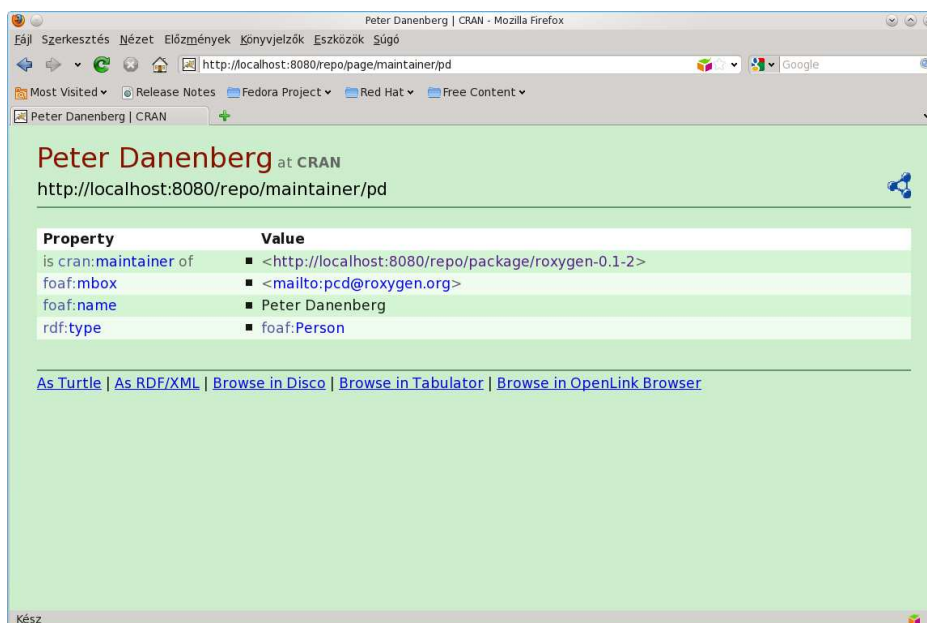 Peter Danenberg | CRAN - Mozilla Firefox
Fájl Szerkesztés Nézet Előzmények Könyvjelzők Eszközök Súgó
http://localhost:8080/repo/page/maintainer/pd Google
Most Visited Release Notes Fedora Project Red Hat Free Content
Peter Danenberg | CRAN
Peter Danenberg at CRAN
http://localhost:8080/repo/maintainer/pd
Property Value
is cran:maintainer of ▪ <http://localhost:8080/repo/package/roxygen-0.1-2>
foaf:mbox ▪ <mailto:pcd@roxygen.org>
foaf:name ▪ Peter Danenberg
rdf:type ▪ foaf:Person
As Turtle | As RDF/XML | Browse in Disco | Browse in Tabulator | Browse in OpenLink Browser
Kész